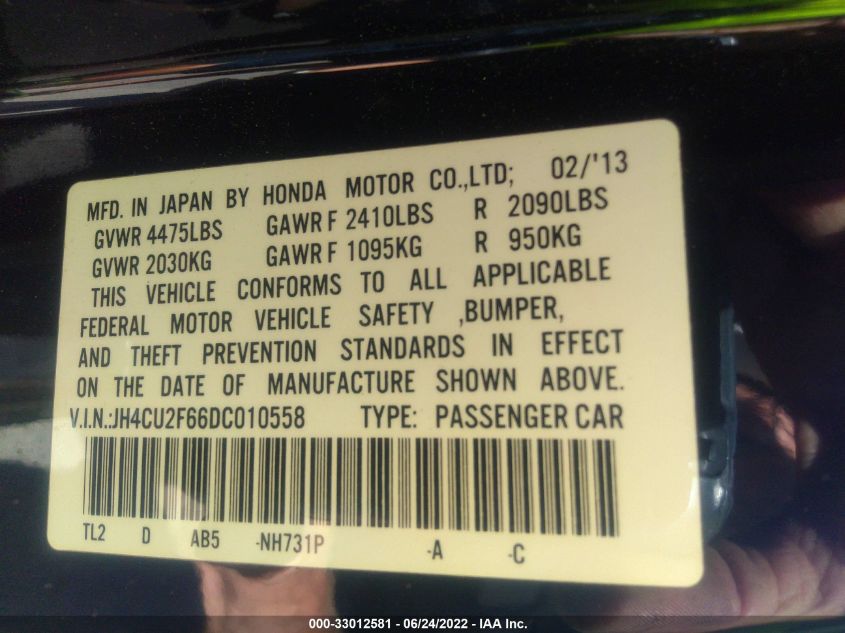 MFD. IN JAPAN BY HONDA MOTOR CO.,LTD; 02/'13
GVWR 4475LBS GAWR F 2410LBS R 2090LBS
GVWR 2030KG GAWR F 1095KG R 950KG
THIS VEHICLE CONFORMS TO ALL APPLICABLE
FEDERAL MOTOR VEHICLE SAFETY ,BUMPER,
AND THEFT PREVENTION STANDARDS IN EFFECT
ON THE DATE OF MANUFACTURE SHOWN ABOVE.
V.I.N.:JH4CU2F66DC010558 TYPE: PASSENGER CAR
TL2 D AB5 -NH731P -A -C
000-33012581 - 06/24/2022 - IAA Inc.